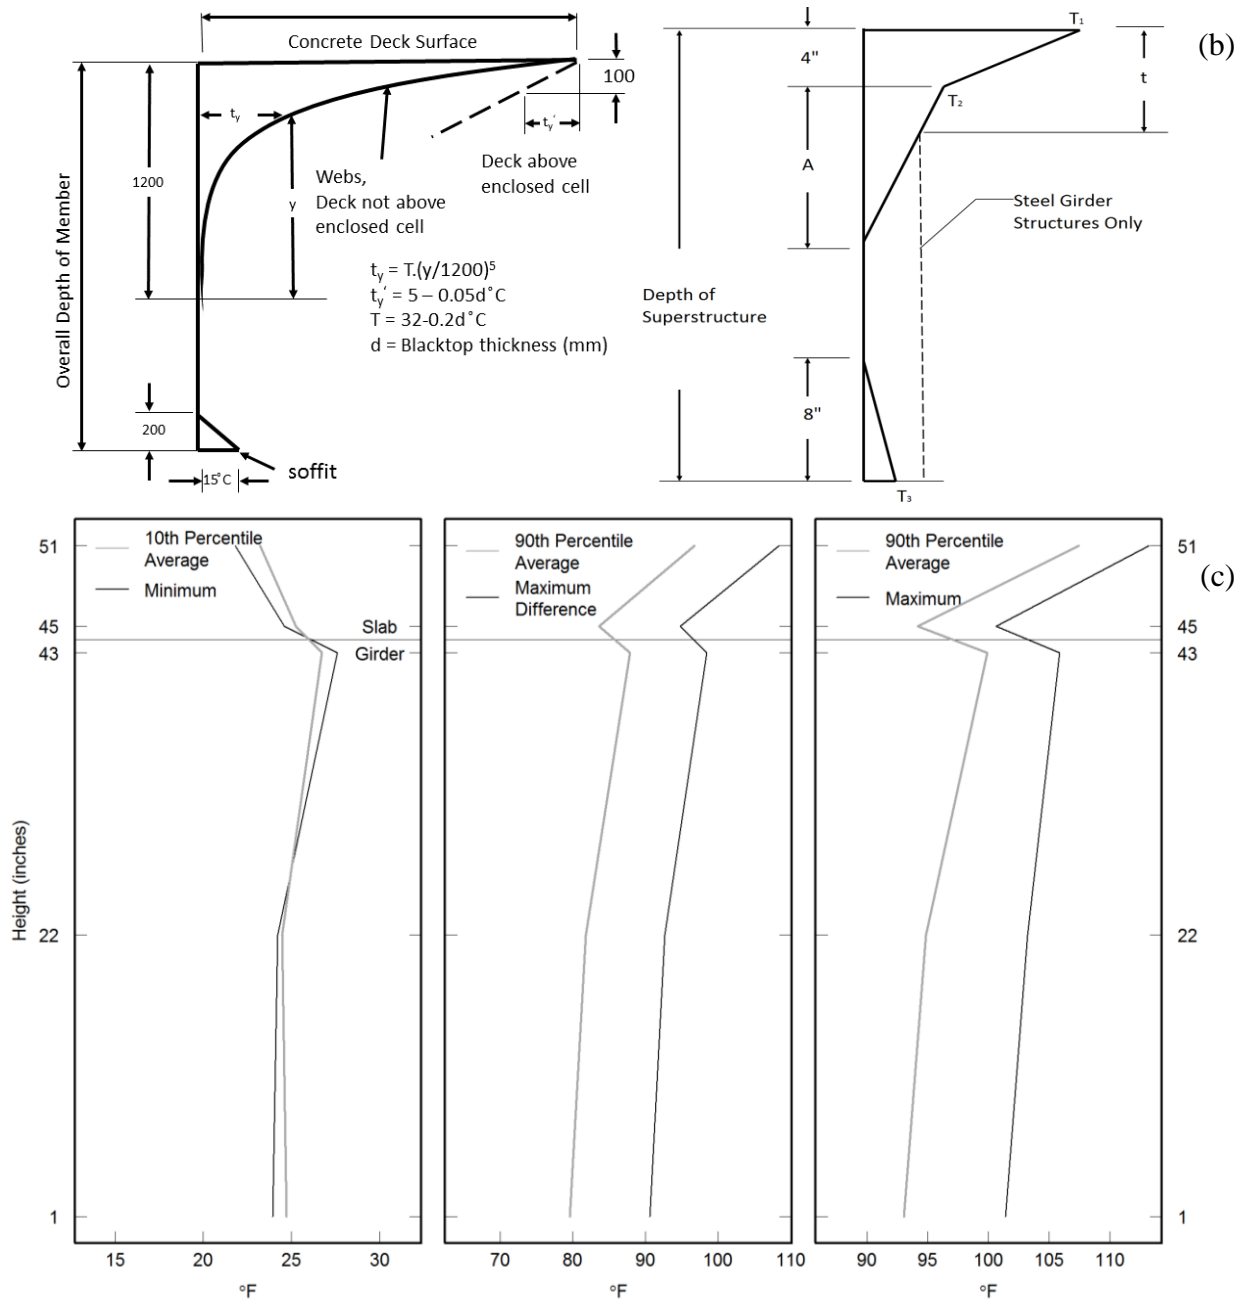 Concrete Deck Surface
100
ty
ty‘
Deck above
enclosed cell
1200
Webs,
Deck not above
enclosed cell
y
Overall Depth of Member
ty = T.(y/1200)5
ty‘ = 5 – 0.05d˚C
T = 32-0.2d˚C
d = Blacktop thickness (mm)
200
15˚C
soffit
T1
(b)
4"
t
T2
A
Steel Girder
Structures Only
Depth of
Superstructure
8"
T3
10th Percentile
Average
Minimum
90th Percentile
Average
Maximum
Difference
90th Percentile
Average
Maximum
(c)
51
45
43
22
1
Slab
Girder
Height (inches)
51
45
43
22
1
15 20 25 30
°F
70 80 90 100 110
°F
90 95 100 105 110
°F